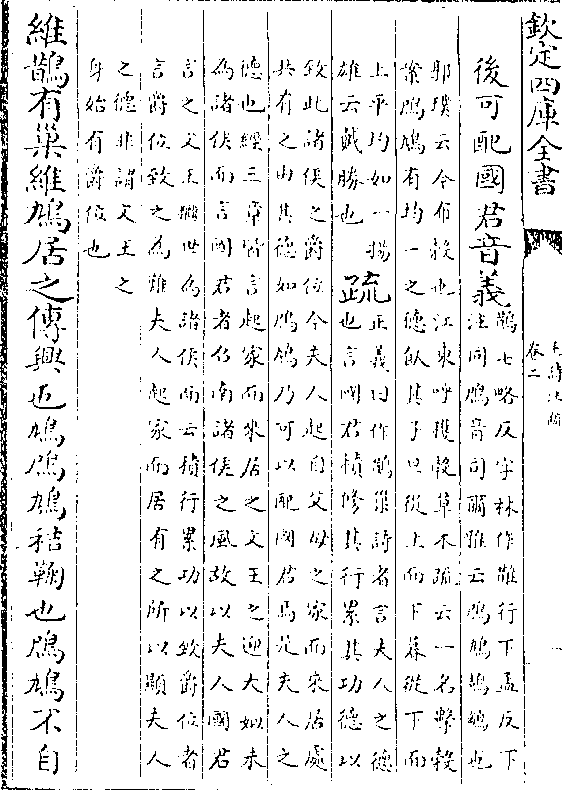 欽定四庫全書
毛詩注疏
卷二
後可配國君音義
鵲七略反字林作䧿行下孟反下
注同鳲音司爾雅云鳲鳩鴶鵴也
郭璞云今布穀也江東呼穫穀草木疏云一名擊穀
案鳲鳩有均一之德飤其子旦從上而下暮從下而
上平均如一揚
雄云戴勝也
疏
正義曰作鵲巢詩者言夫人之德
也言國君積修其行累其功德以
致此諸侯之爵位今夫人起自父母之家而來居處
共有之由其德如鳲鳩乃可以配國君焉是夫人之
德也經三章皆言起家而來居之文王之迎大姒未
為諸侯而言國君者召南諸侯之風故以夫人國君
言之文王繼世為諸侯而云積行累功以致爵位者
言爵位致之為難夫人起家而居有之所以顯夫人
之德非謂文王之
身始有爵位也
維鵲有巢維鳩居之傳興也鳩鳲鳩秸鞠也鳲鳩不自